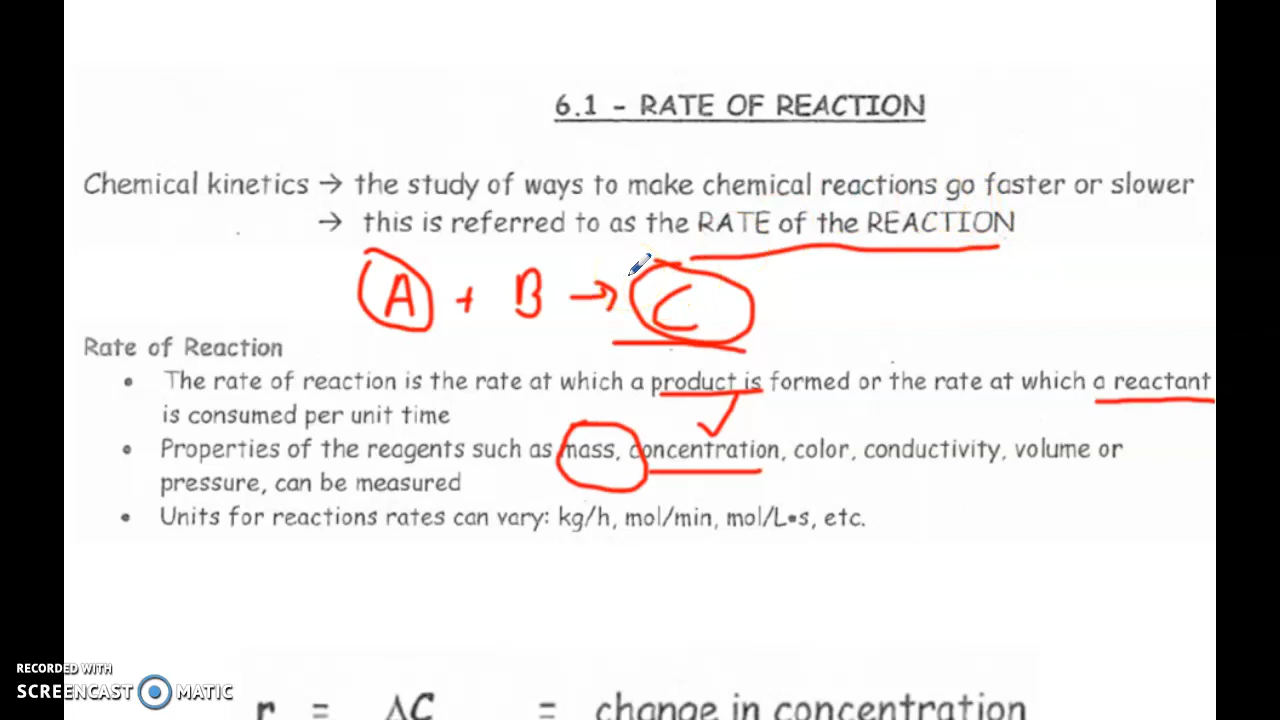 6.1 - RATE OF REACTION
Chemical kinetics → the study of ways to make chemical reactions go faster or slower
→ this is referred to as the RATE of the REACTION
A + B → C
Rate of Reaction
• The rate of reaction is the rate at which a product is formed or the rate at which a reactant
is consumed per unit time
• Properties of the reagents such as mass, concentration, color, conductivity, volume or
pressure, can be measured
• Units for reactions rates can vary: kg/h, mol/min, mol/L•s, etc.
r = ΔC = change in concentration
RECORDED WITH
SCREENCAST MATIC